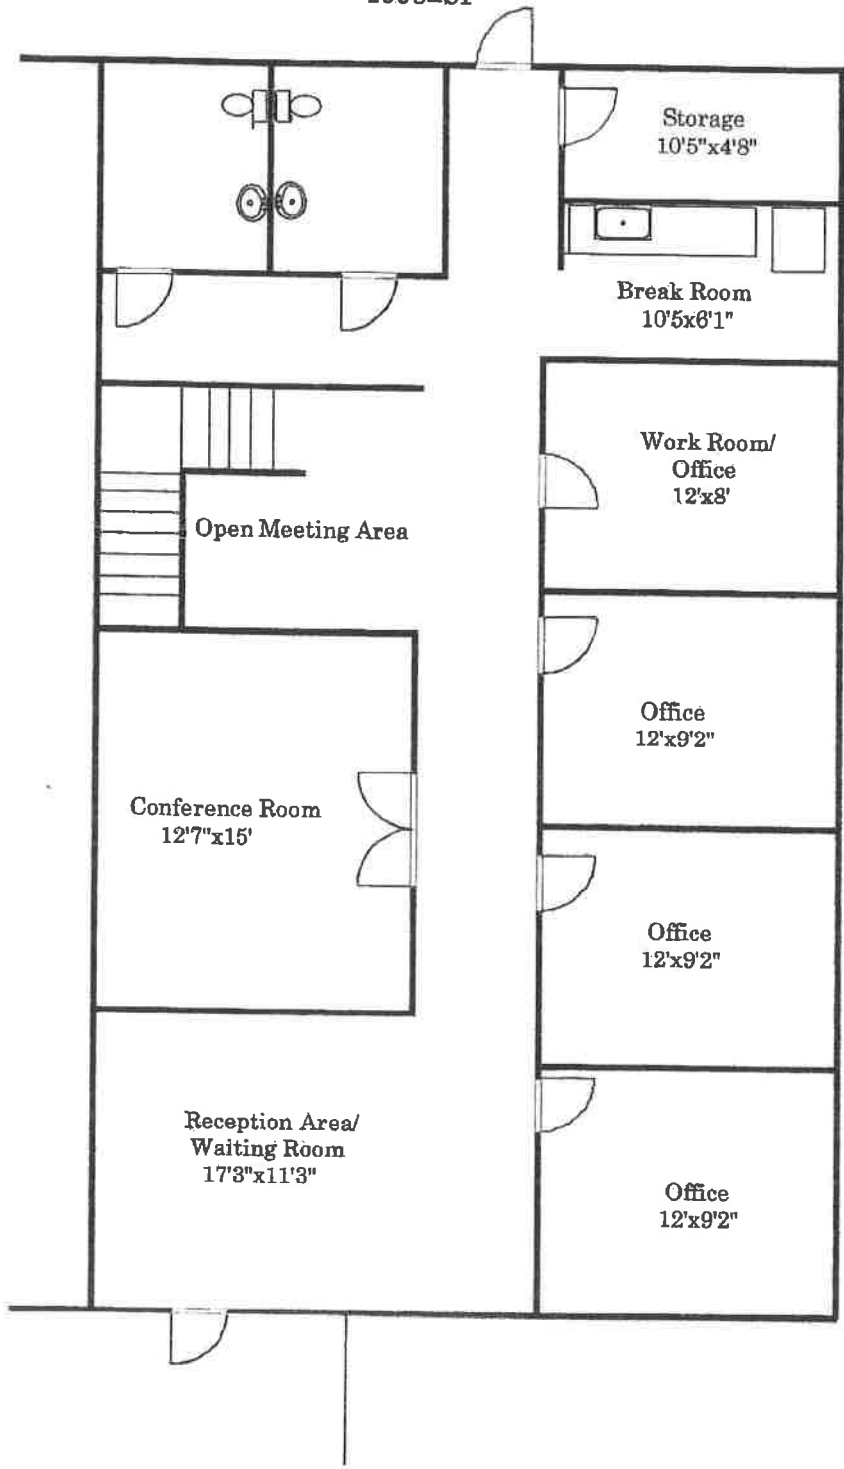 Storage
10'5"x4'8"
Break Room
10'5x6'1"
Work Room/
Office
12'x8'
Open Meeting Area
Office
12'x9'2"
Conference Room
12'7"x15'
Office
12'x9'2"
Reception Area/
Waiting Room
17'3"x11'3"
Office
12'x9'2"